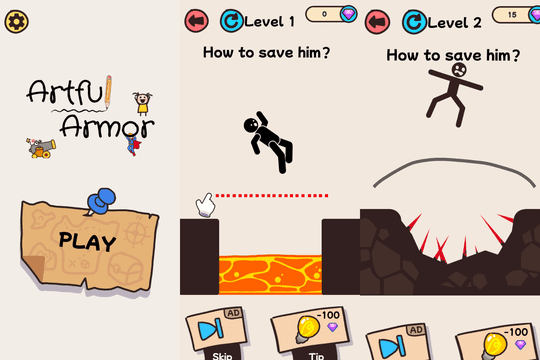 Artful
Armor
PLAY
Level 1
0
How to save him?
AD
Skip
-100
Tip
Level 2
15
How to save him?
AD
-100